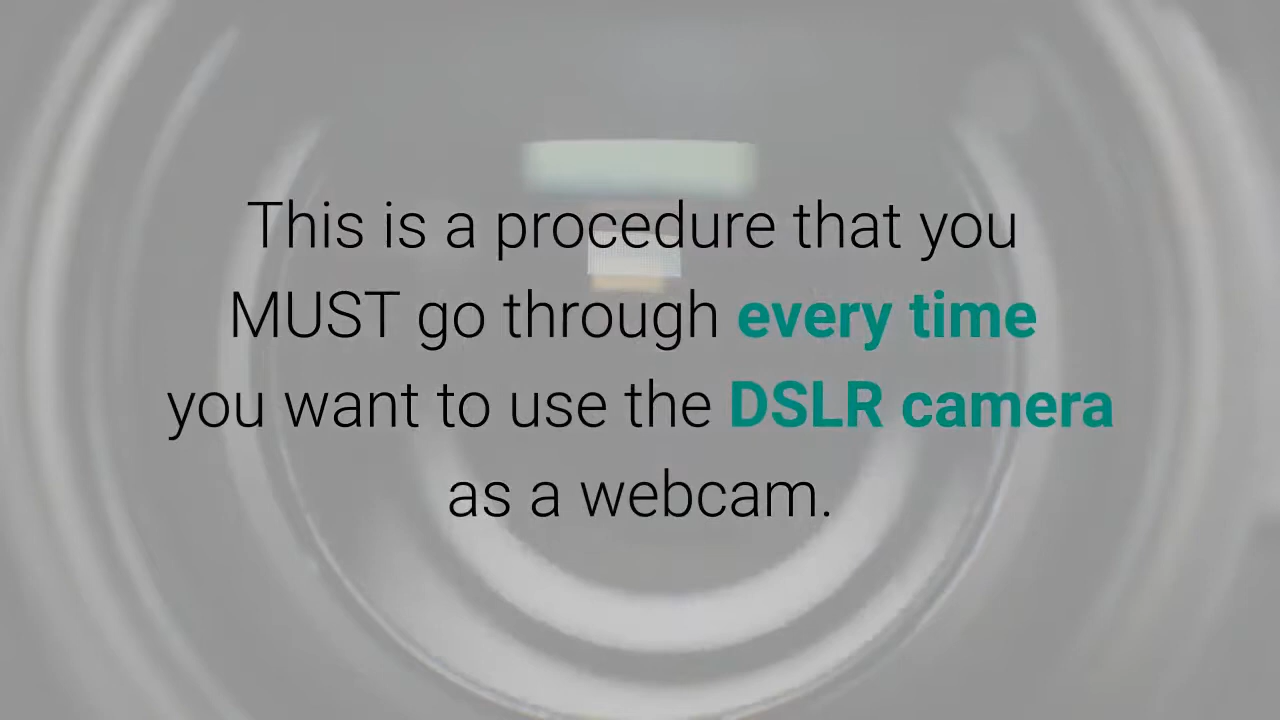 This is a procedure that you
MUST go through every time
you want to use the DSLR camera
as a webcam.